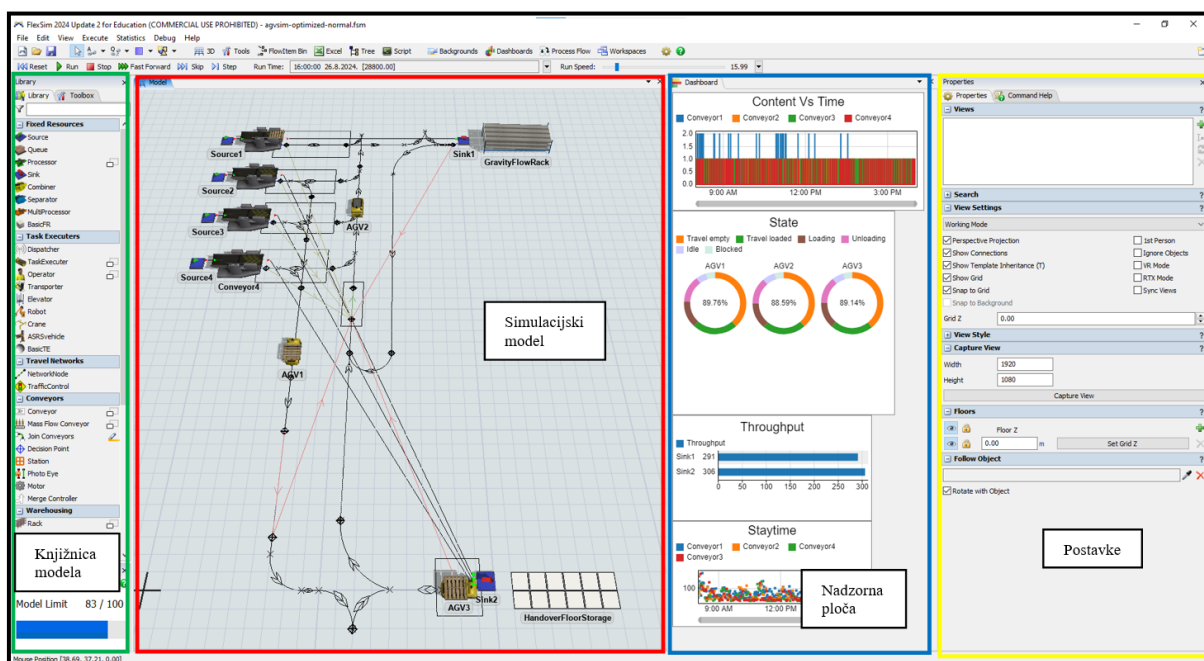 FlexSim 2024 Update 2 for Education (COMMERCIAL USE PROHIBITED) - agvsim-optimized-normal.fsm
File Edit View Execute Statistics Debug Help
3D Tools FlowItem Bin Excel Tree Script Backgrounds Dashboards Process Flow Workspaces
Reset Run Stop Fast Forward Skip Step Run Time: 16:00:00 26.8.2024. [28800.00] Run Speed: 15.99
Library
Library Toolbox
Fixed Resources
Source
Queue
Processor
Sink
Combiner
Separator
MultiProcessor
BasicFR
Task Executers
Dispatcher
TaskExecuter
Operator
Transporter
Elevator
Robot
Crane
ASRSvehicle
BasicTE
Travel Networks
NetworkNode
TrafficControl
Conveyors
Conveyor
Mass Flow Conveyor
Join Conveyors
Decision Point
Station
Photo Eye
Motor
Merge Controller
Warehousing
Rack
Knjižnica
modela
Model Limit 83 / 100
Mouse Position [38.69, 37.21, 0.00]
Model
Source1
Sink1
GravityFlowRack
Source2
Source3
AGV2
Source4
Conveyor4
Simulacijski
model
AGV1
AGV3
Sink2
HandoverFloorStorage
Dashboard
Content Vs Time
Conveyor1 Conveyor2 Conveyor3 Conveyor4
2.0
1.5
1.0
0.5
0.0
9:00 AM 12:00 PM 3:00 PM
State
Travel empty Travel loaded Loading Unloading
Idle Blocked
AGV1 AGV2 AGV3
89.76% 88.59% 89.14%
Throughput
Throughput
Sink1 291
Sink2 306
0 50 100 150 200 250 300
Staytime
Conveyor1 Conveyor2 Conveyor4
Conveyor3
100
9:00 AM 12:00 PM
Nadzorna
ploča
Properties
Properties Command Help
Views
Search
View Settings
Working Mode
Perspective Projection 1st Person
Show Connections Ignore Objects
Show Template Inheritance (T) VR Mode
Show Grid RTX Mode
Snap to Grid Sync Views
Snap to Background
Grid Z 0.00
View Style
Capture View
Width 1920
Height 1080
Capture View
Floors
Floor Z
0.00 m Set Grid Z
Follow Object
Rotate with Object
Postavke